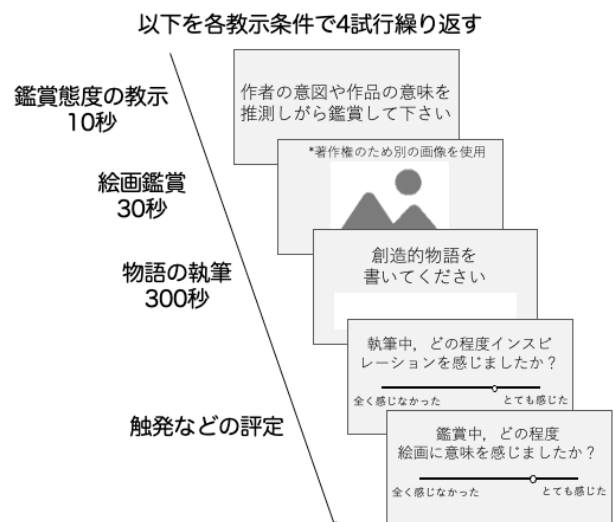 以下を各教示条件で4試行繰り返す
鑑賞態度の教示
10秒
作者の意図や作品の意味を
推測しがら鑑賞して下さい
*著作権のため別の画像を使用
絵画鑑賞
30秒
創造的物語を
書いてください
物語の執筆
300秒
執筆中，どの程度インスピ
レーションを感じましたか？
全く感じなかった
とても感じた
触発などの評定
鑑賞中，どの程度
絵画に意味を感じましたか？
全く感じなかった
とても感じた